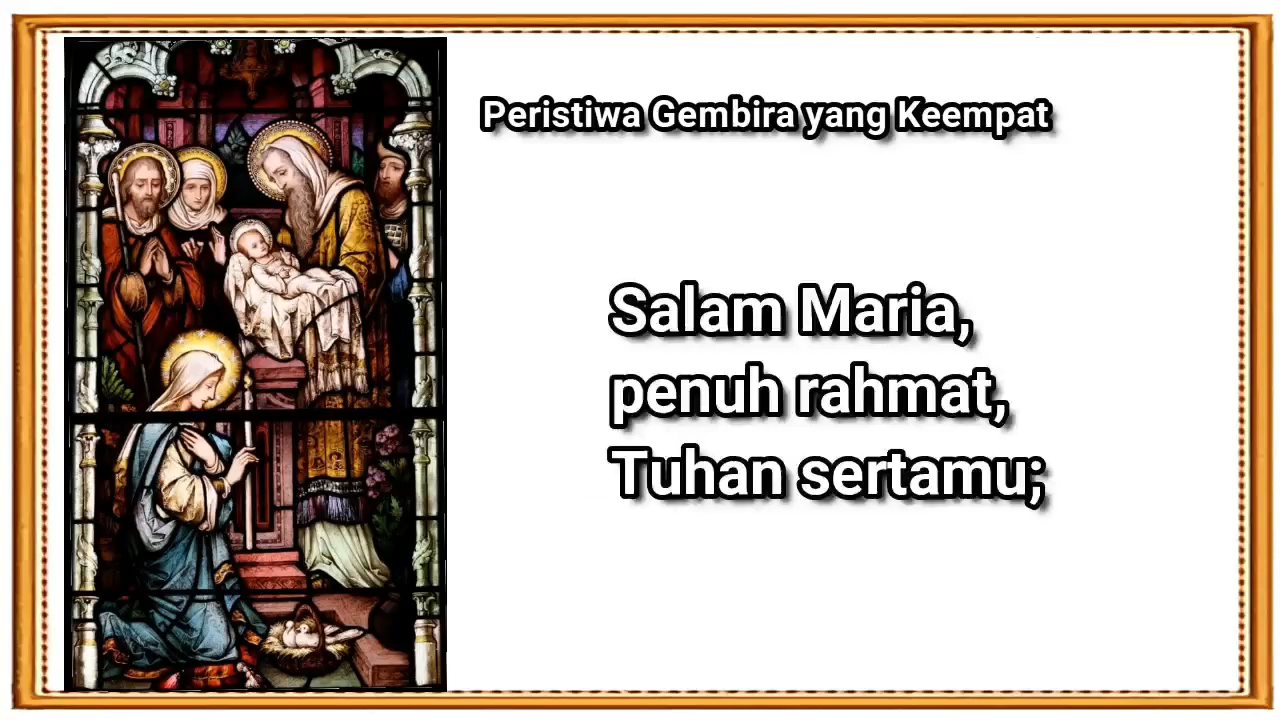 Peristiwa Gembira yang Keempat
Salam Maria,
penuh rahmat,
Tuhan sertamu;